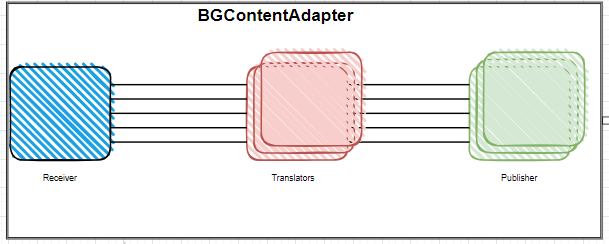 BGContentAdapter
Receiver
Translators
Publisher